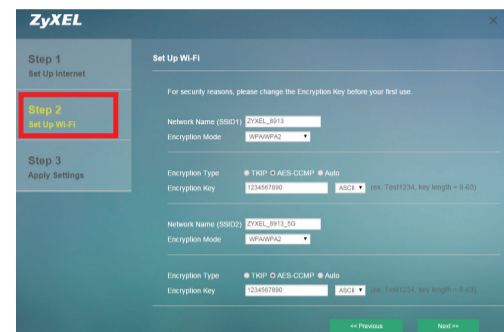 ZyXEL
×
Step 1
Set Up Internet
Step 2
Set Up Wi-Fi
Step 3
Apply Settings
Set Up Wi-Fi
For security reasons, please change the Encryption Key before your first use.
Network Name (SSID1) ZYXEL_8913
Encryption Mode WPA/WPA2
Encryption Type TKIP AES-CCMP Auto
Encryption Key 1234567890 ASCII (ex. Test1234, key length = 8-63)
Network Name (SSID2) ZYXEL_8913_5G
Encryption Mode WPA/WPA2
Encryption Type TKIP AES-CCMP Auto
Encryption Key 1234567890 ASCII (ex. Test1234, key length = 8-63)
<< Previous Next >>